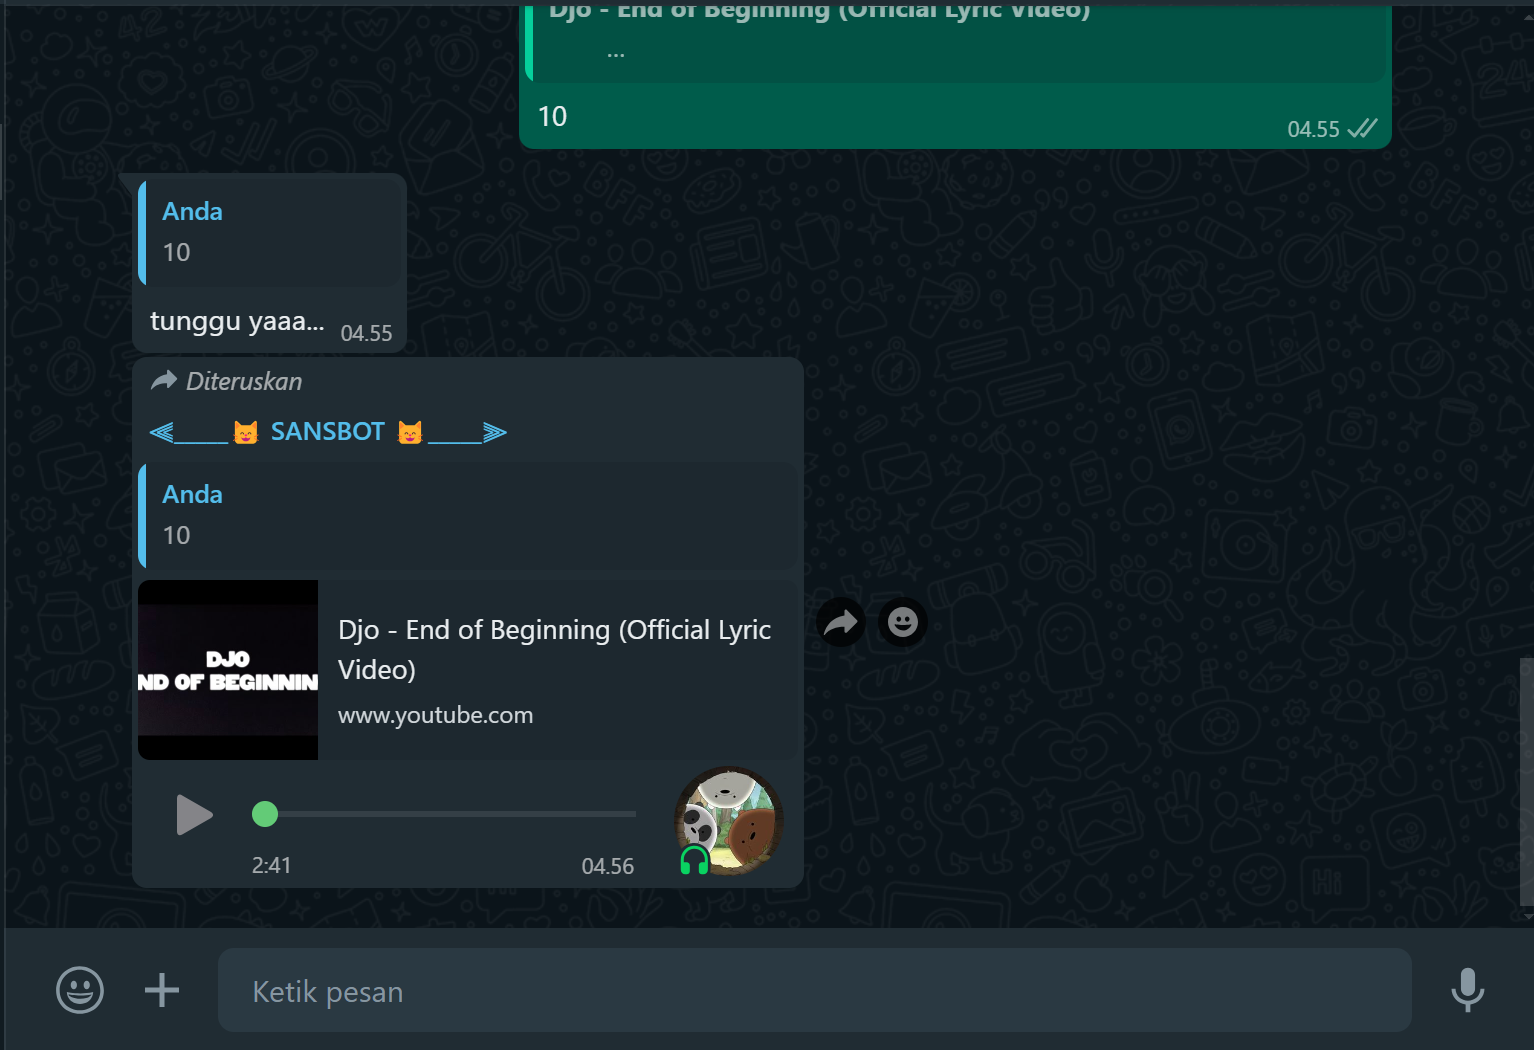 Djo - End of Beginning (Official Lyric Video)
...
10
04.55
Anda
10
tunggu yaaa...
04.55
Diteruskan
⫷____😸 SANSBOT 😸____⫸
Anda
10
DJO
ND OF BEGINNIN
Djo - End of Beginning (Official Lyric
Video)
www.youtube.com
2:41
04.56
Ketik pesan